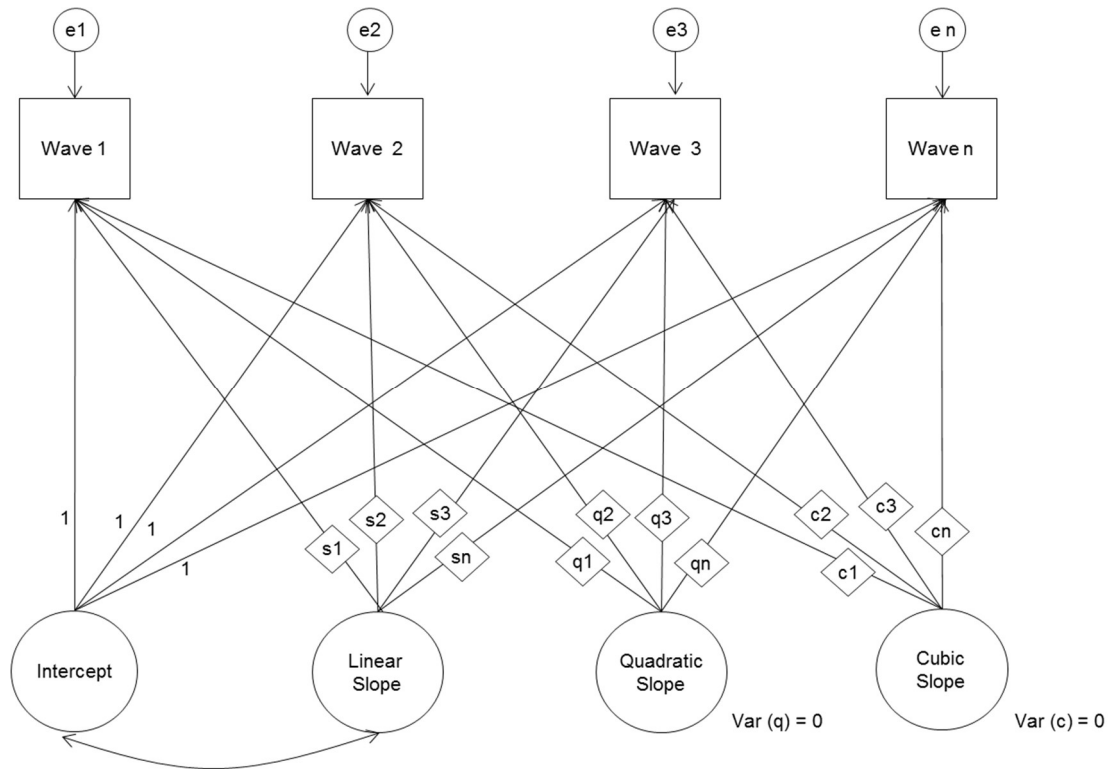 e1
e2
e3
e n
Wave 1
Wave 2
Wave 3
Wave n
1
1
1
1
s1
s2
s3
sn
q1
q2
q3
qn
c1
c2
c3
cn
Intercept
Linear
Slope
Quadratic
Slope
Cubic
Slope
Var (q) = 0
Var (c) = 0